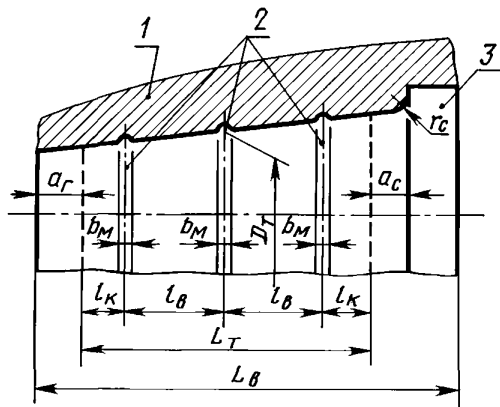 1 2 3
r_c
a_г a_c
b_м b_м D_т b_м
l_к l_в l_в l_к
L_т
L_в